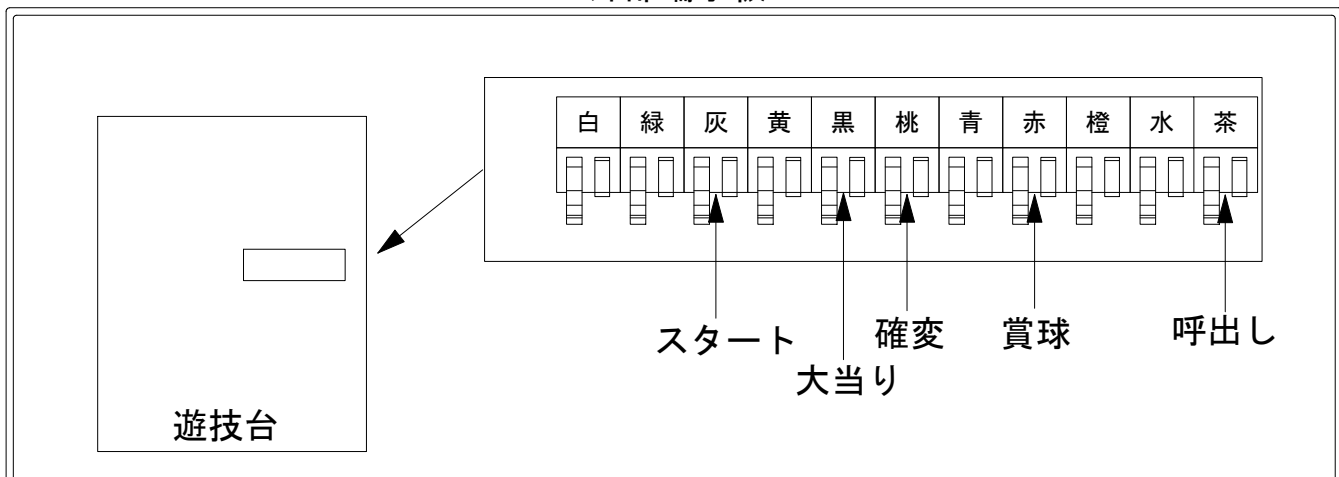 白 緑 灰 黄 黒 桃 青 赤 橙 水 茶
スタート
大当り
確変
賞球
呼出し
遊技台